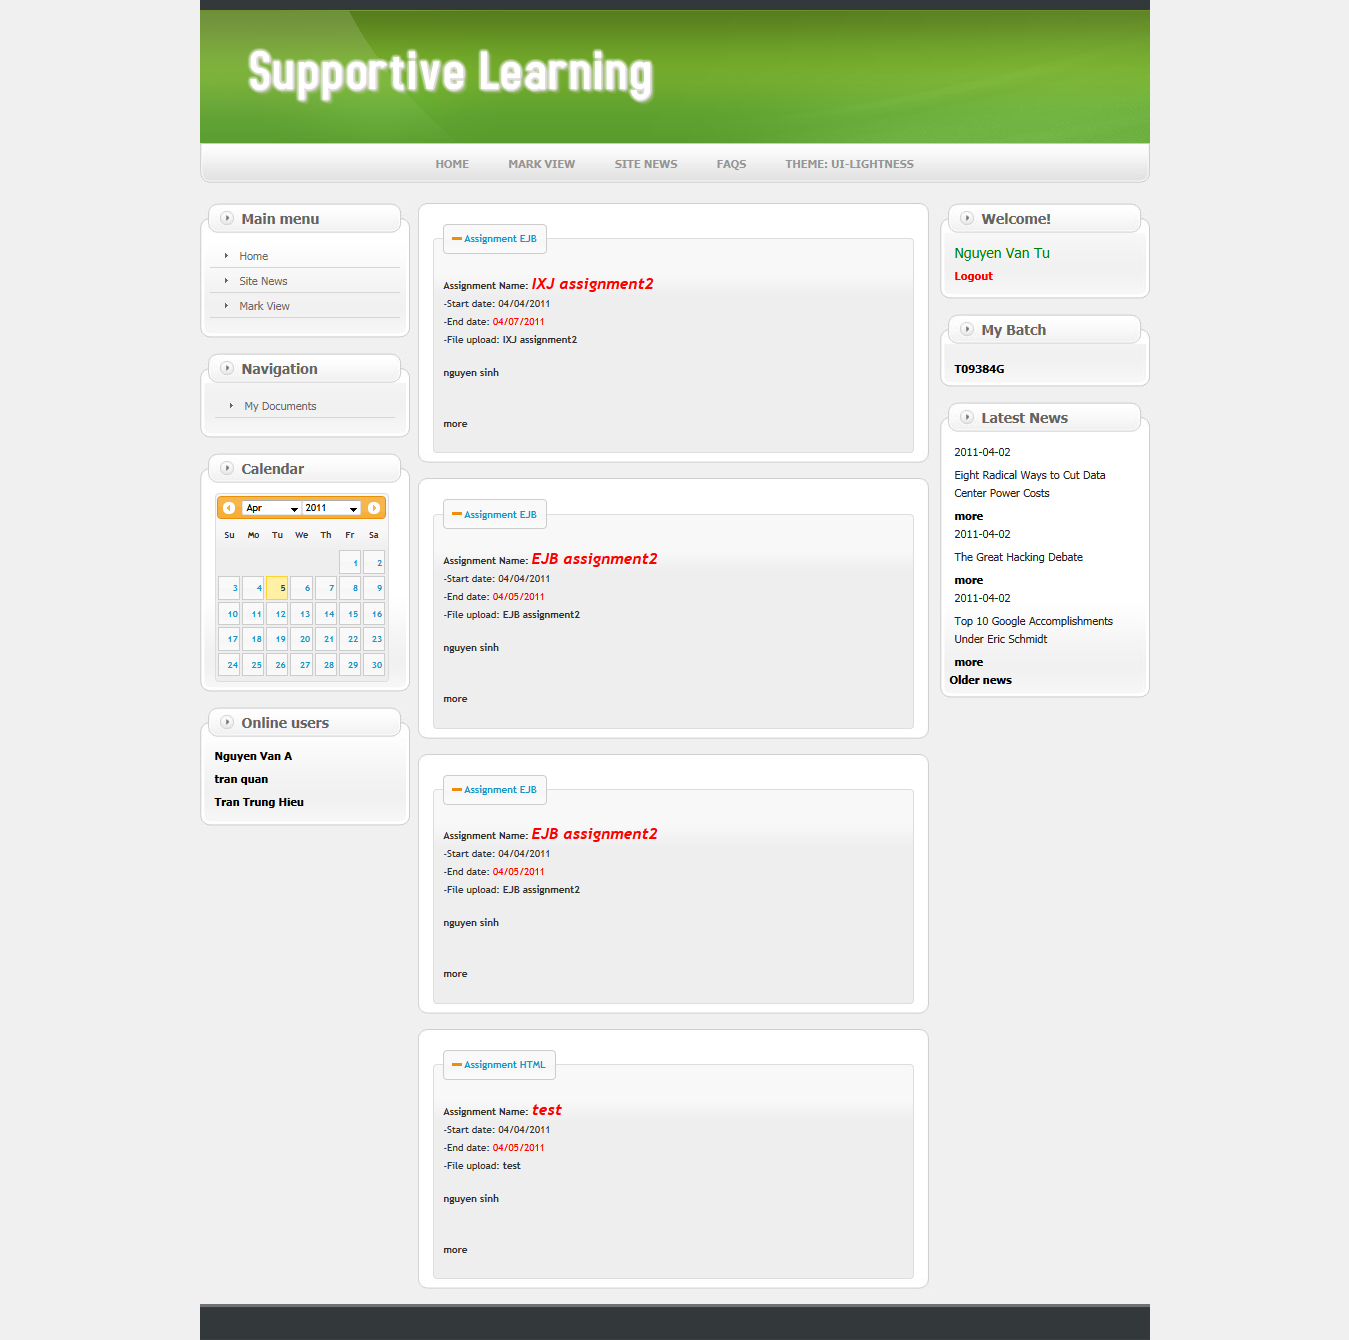 Supportive Learning
HOME MARK VIEW SITE NEWS FAQS THEME: UI-LIGHTNESS
Main menu
Home
Site News
Mark View
Navigation
My Documents
Calendar
Apr 2011
Su Mo Tu We Th Fr Sa
1 2
3 4 5 6 7 8 9
10 11 12 13 14 15 16
17 18 19 20 21 22 23
24 25 26 27 28 29 30
Online users
Nguyen Van A
tran quan
Tran Trung Hieu
Assignment EJB
Assignment Name: IXJ assignment2
-Start date: 04/04/2011
-End date: 04/07/2011
-File upload: IXJ assignment2
nguyen sinh
more
Assignment EJB
Assignment Name: EJB assignment2
-Start date: 04/04/2011
-End date: 04/05/2011
-File upload: EJB assignment2
nguyen sinh
more
Assignment EJB
Assignment Name: EJB assignment2
-Start date: 04/04/2011
-End date: 04/05/2011
-File upload: EJB assignment2
nguyen sinh
more
Assignment HTML
Assignment Name: test
-Start date: 04/04/2011
-End date: 04/05/2011
-File upload: test
nguyen sinh
more
Welcome!
Nguyen Van Tu
Logout
My Batch
T09384G
Latest News
2011-04-02
Eight Radical Ways to Cut Data
Center Power Costs
more
2011-04-02
The Great Hacking Debate
more
2011-04-02
Top 10 Google Accomplishments
Under Eric Schmidt
more
Older news